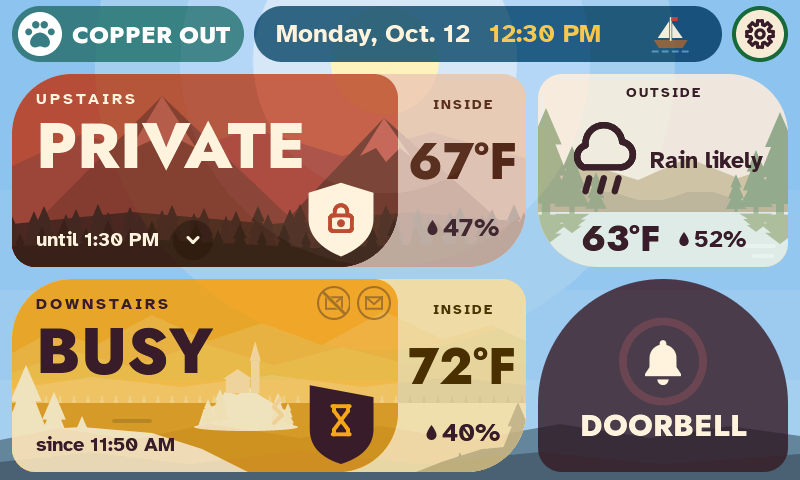 COPPER OUT
Monday, Oct. 12 12:30 PM
UPSTAIRS
PRIVATE
until 1:30 PM
INSIDE
67°F
47%
OUTSIDE
Rain likely
63°F 52%
DOWNSTAIRS
BUSY
since 11:50 AM
INSIDE
72°F
40%
DOORBELL